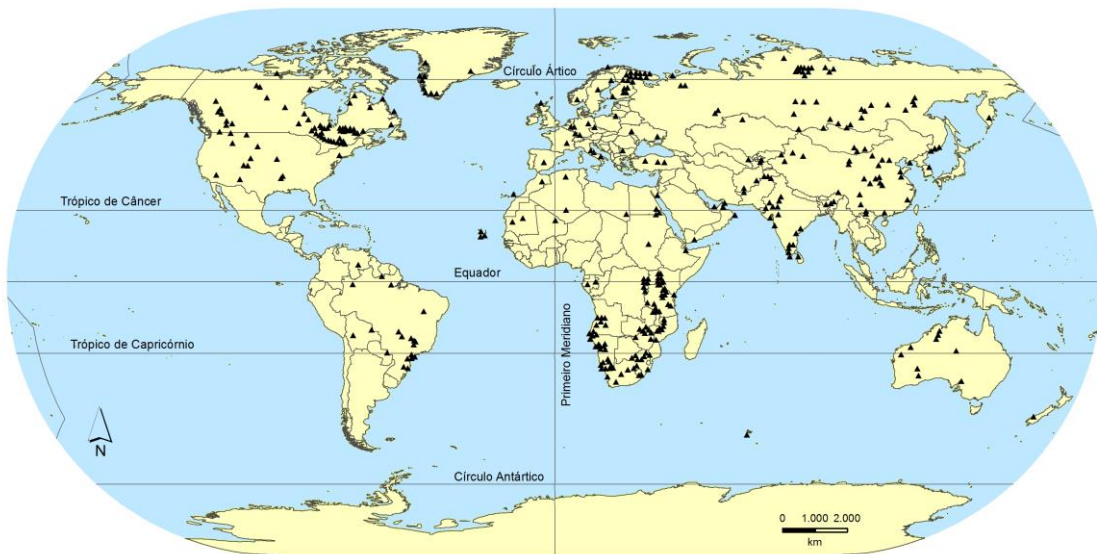 Círculo Ártico
Trópico de Câncer
Equador
Primeiro Meridiano
Trópico de Capricórnio
N
Círculo Antártico
0 1.000 2.000
km